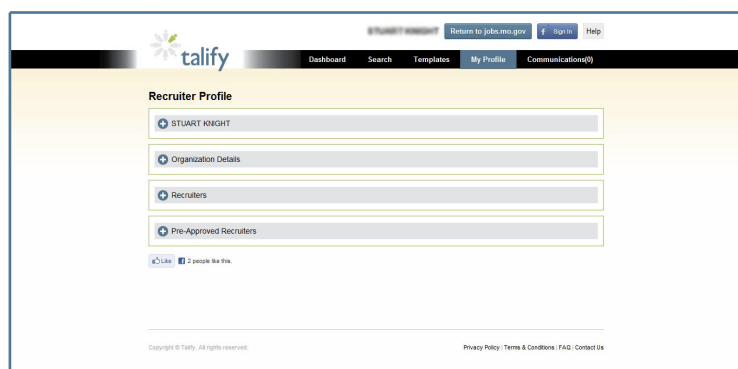 STUART KNIGHT Return to jobs.mo.gov f Sign In Help
talify
Dashboard Search Templates My Profile Communications(0)
Recruiter Profile
STUART KNIGHT
Organization Details
Recruiters
Pre-Approved Recruiters
Like f 2 people like this.
Copyright © Talify. All rights reserved. Privacy Policy | Terms & Conditions | FAQ | Contact Us